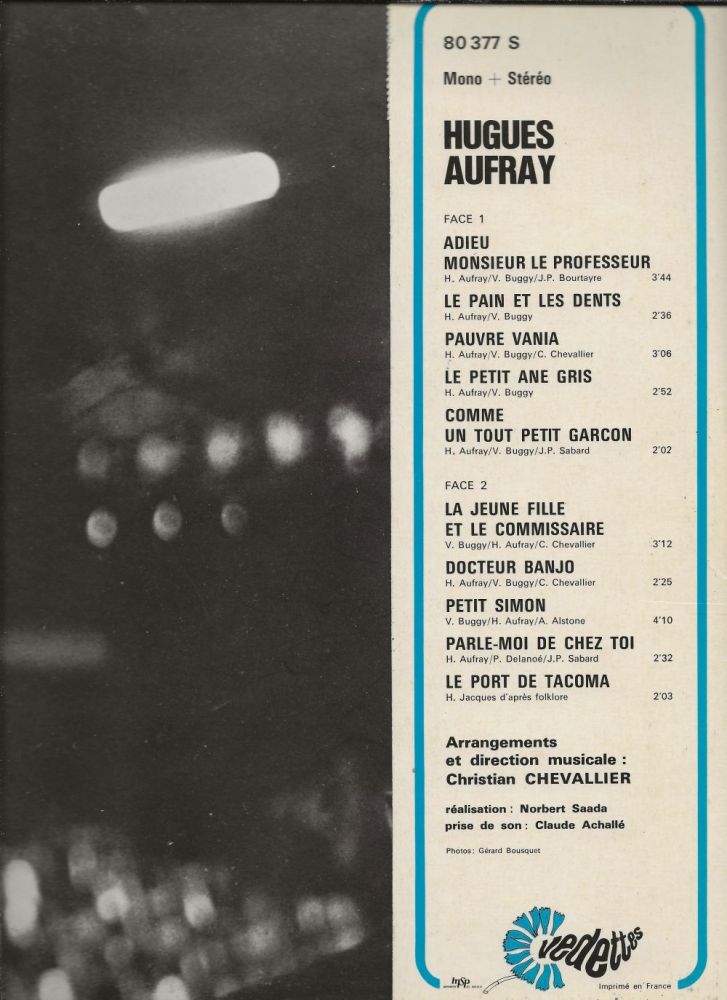 80 377 S
Mono + Stéréo
HUGUES
AUFRAY
FACE 1
ADIEU
MONSIEUR LE PROFESSEUR
H. Aufray/V. Buggy/J.P. Bourtayre 3'44
LE PAIN ET LES DENTS
H. Aufray/V. Buggy 2'36
PAUVRE VANIA
H. Aufray/V. Buggy/C. Chevallier 3'06
LE PETIT ANE GRIS
H. Aufray/V. Buggy 2'52
COMME
UN TOUT PETIT GARCON
H. Aufray/V. Buggy/J.P. Sabard 2'02
FACE 2
LA JEUNE FILLE
ET LE COMMISSAIRE
V. Buggy/H. Aufray/C. Chevallier 3'12
DOCTEUR BANJO
H. Aufray/V. Buggy/C. Chevallier 2'25
PETIT SIMON
V. Buggy/H. Aufray/A. Alstone 4'10
PARLE-MOI DE CHEZ TOI
H. Aufray/P. Delanoé/J.P. Sabard 2'32
LE PORT DE TACOMA
H. Jacques d'après folklore 2'03
Arrangements
et direction musicale :
Christian CHEVALLIER
réalisation : Norbert Saada
prise de son : Claude Achallé
Photos: Gérard Bousquet
vedettes
Imprimé en France